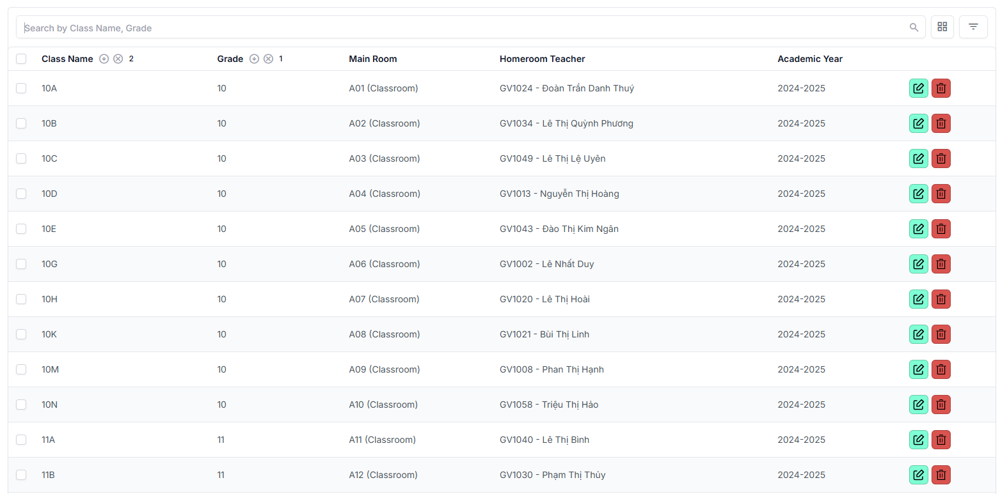 Search by Class Name, Grade
Class Name 2 Grade 1 Main Room Homeroom Teacher Academic Year
10A 10 A01 (Classroom) GV1024 - Đoàn Trần Danh Thuý 2024-2025
10B 10 A02 (Classroom) GV1034 - Lê Thị Quỳnh Phương 2024-2025
10C 10 A03 (Classroom) GV1049 - Lê Thị Lệ Uyên 2024-2025
10D 10 A04 (Classroom) GV1013 - Nguyễn Thị Hoàng 2024-2025
10E 10 A05 (Classroom) GV1043 - Đào Thị Kim Ngân 2024-2025
10G 10 A06 (Classroom) GV1002 - Lê Nhất Duy 2024-2025
10H 10 A07 (Classroom) GV1020 - Lê Thị Hoài 2024-2025
10K 10 A08 (Classroom) GV1021 - Bùi Thị Linh 2024-2025
10M 10 A09 (Classroom) GV1008 - Phan Thị Hạnh 2024-2025
10N 10 A10 (Classroom) GV1058 - Triệu Thị Hảo 2024-2025
11A 11 A11 (Classroom) GV1040 - Lê Thị Bình 2024-2025
11B 11 A12 (Classroom) GV1030 - Phạm Thị Thủy 2024-2025